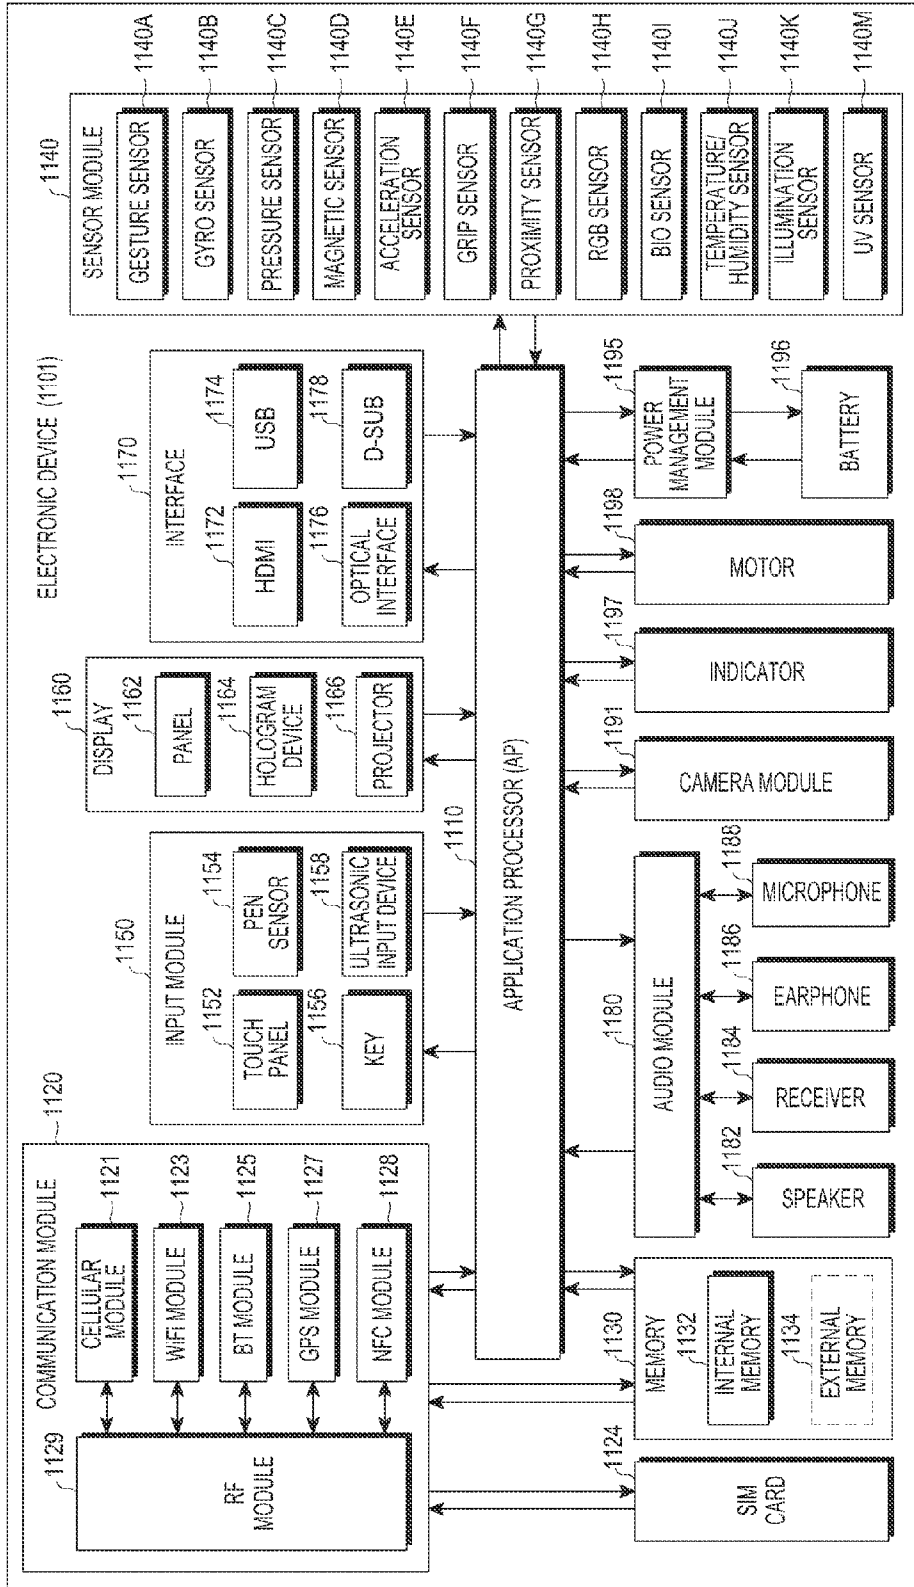 ELECTRONIC DEVICE (1101)
COMMUNICATION MODULE
1120
1129
RF
MODULE
CELLULAR
MODULE
1121
WiFi MODULE
1123
BT MODULE
1125
GPS MODULE
1127
NFC MODULE
1128
INPUT MODULE
1150
1152
TOUCH
PANEL
1154
PEN
SENSOR
1156
KEY
1158
ULTRASONIC
INPUT DEVICE
DISPLAY
1160
1162
PANEL
1164
HOLOGRAM
DEVICE
1166
PROJECTOR
INTERFACE
1170
1172
HDMI
1174
USB
1176
OPTICAL
INTERFACE
1178
D-SUB
SENSOR MODULE
1140
GESTURE SENSOR
1140A
GYRO SENSOR
1140B
PRESSURE SENSOR
1140C
MAGNETIC SENSOR
1140D
ACCELERATION
SENSOR
1140E
GRIP SENSOR
1140F
PROXIMITY SENSOR
1140G
RGB SENSOR
1140H
BIO SENSOR
1140I
TEMPERATURE/
HUMIDITY SENSOR
1140J
ILLUMINATION
SENSOR
1140K
UV SENSOR
1140M
1110
APPLICATION PROCESSOR (AP)
1124
SIM
CARD
1130
MEMORY
1132
INTERNAL
MEMORY
1134
EXTERNAL
MEMORY
1180
AUDIO MODULE
1182
SPEAKER
1184
RECEIVER
1186
EARPHONE
1188
MICROPHONE
1191
CAMERA MODULE
1197
INDICATOR
1198
MOTOR
1195
POWER
MANAGEMENT
MODULE
1196
BATTERY